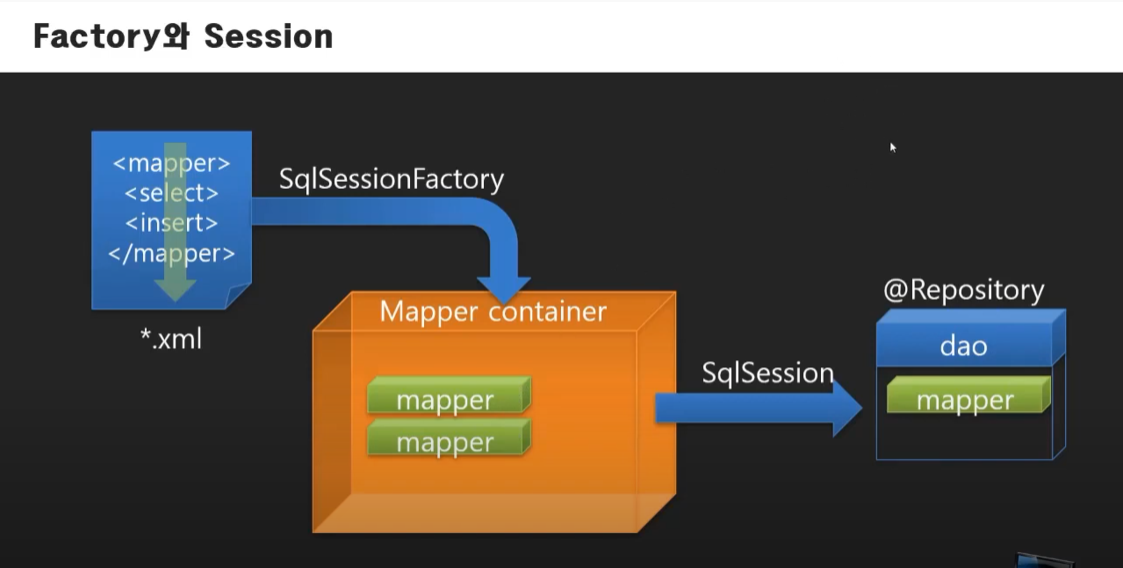 Factory와 Session
<mapper>
<select>
<insert>
</mapper>
*.xml
SqlSessionFactory
Mapper container
mapper
mapper
SqlSession
@Repository
dao
mapper